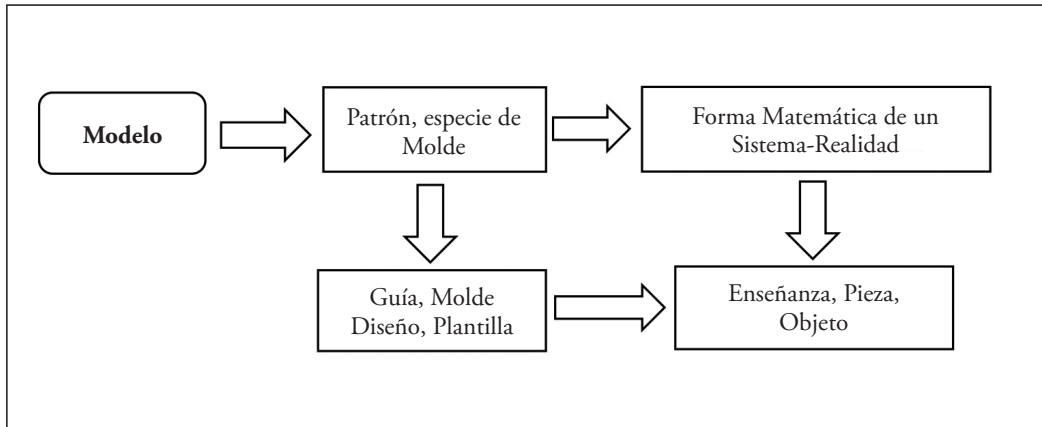 Modelo
Patrón, especie de
Molde
Forma Matemática de un
Sistema-Realidad
Guía, Molde
Diseño, Plantilla
Enseñanza, Pieza,
Objeto